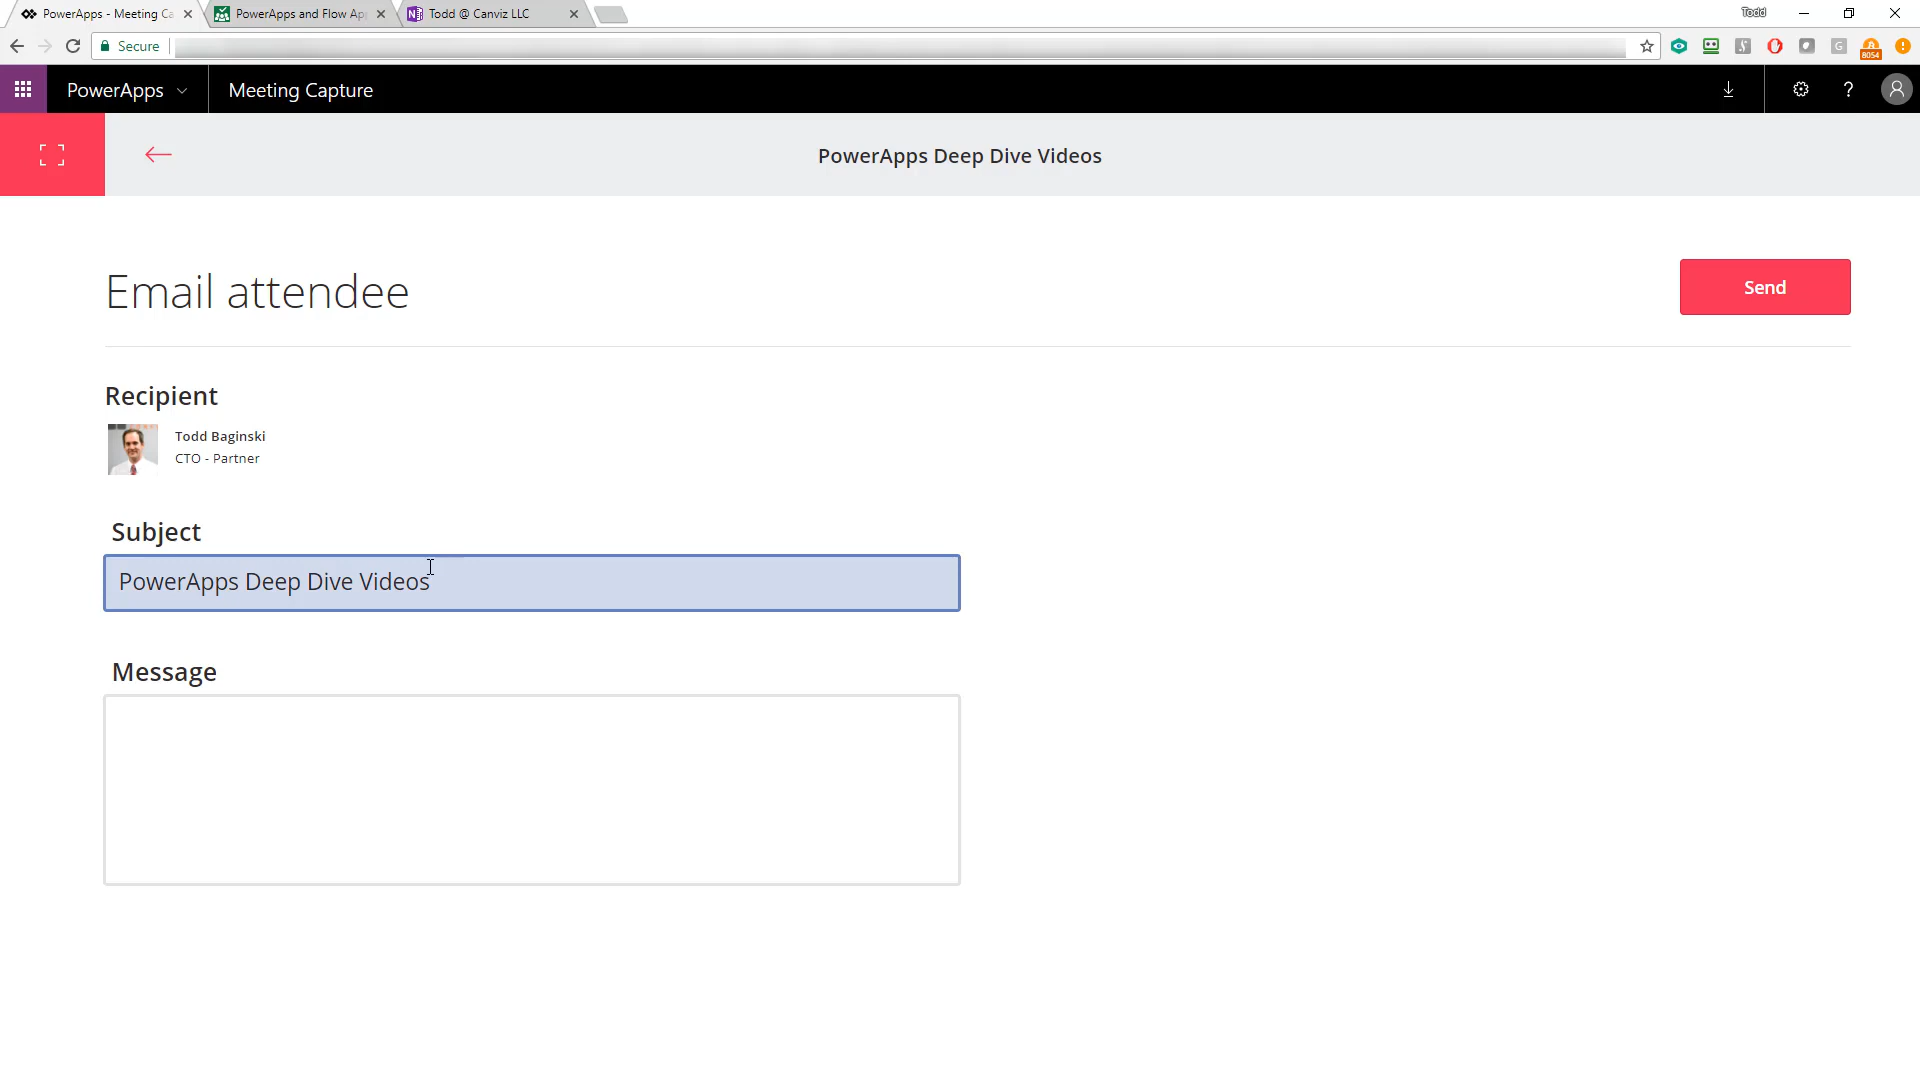 PowerApps - Meeting Ca
PowerApps and Flow Ap
Todd @ Canviz LLC
Todd
Secure
8054
PowerApps
Meeting Capture
?
PowerApps Deep Dive Videos
Email attendee
Send
Recipient
Todd Baginski
CTO - Partner
Subject
PowerApps Deep Dive Videos
Message